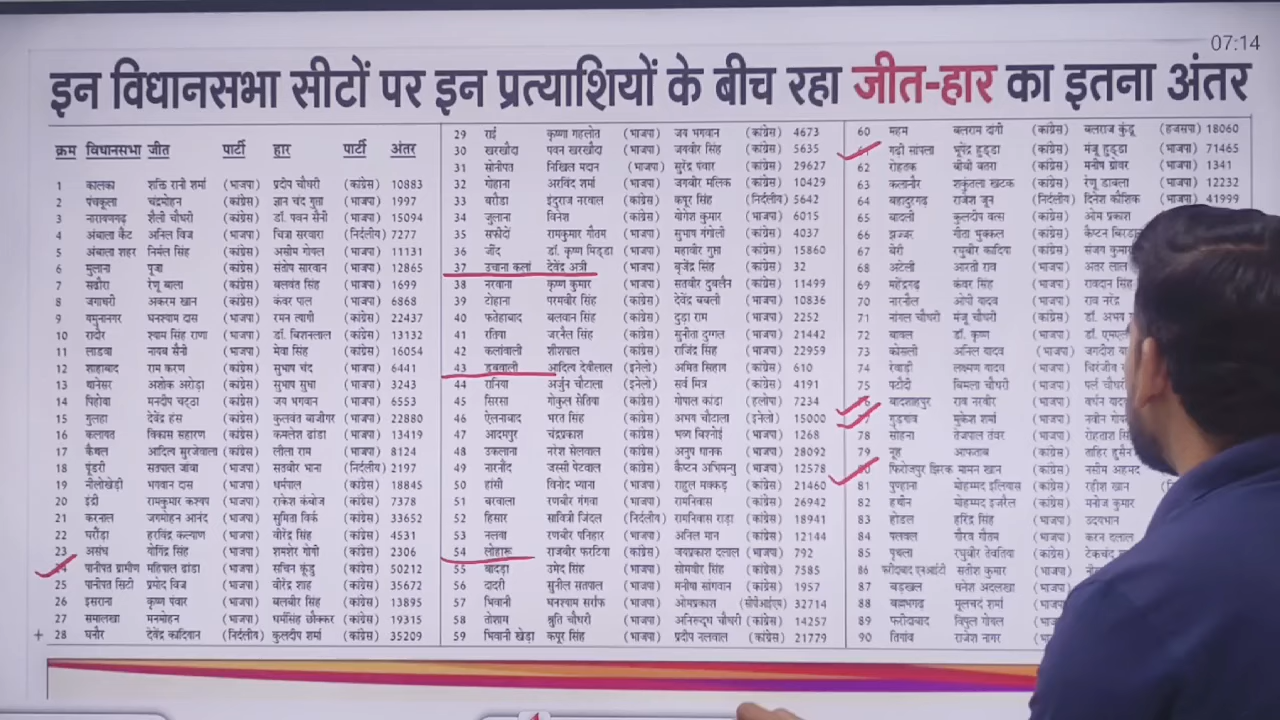 07:14
इन विधानसभा सीटों पर इन प्रत्याशियों के बीच रहा जीत-हार का इतना अंतर
क्रम विधानसभा जीत पार्टी हार पार्टी अंतर
1 कालका शक्ति रानी शर्मा (भाजपा) प्रदीप चौधरी (कांग्रेस) 10883
2 पंचकूला चंद्रमोहन (कांग्रेस) ज्ञान चंद गुप्ता (भाजपा) 1997
3 नारायणगढ़ शैली चौधरी (कांग्रेस) डॉ. पवन सैनी (भाजपा) 15094
4 अंबाला कैंट अनिल विज (भाजपा) चित्रा सरवारा (निर्दलीय) 7277
5 अंबाला शहर निर्मल सिंह (कांग्रेस) असीम गोयल (भाजपा) 11131
6 मुलाना पूजा (कांग्रेस) संतोष सारवान (भाजपा) 12865
7 सढौरा रेणू बाला (कांग्रेस) बलवंत सिंह (भाजपा) 1699
8 जगाधरी अकरम खान (कांग्रेस) कंवर पाल (भाजपा) 6868
9 यमुनानगर घनश्याम दास (भाजपा) रमन त्यागी (कांग्रेस) 22437
10 रादौर श्याम सिंह राणा (भाजपा) डॉ. बिशनलाल (कांग्रेस) 13132
11 लाडवा नायब सैनी (भाजपा) मेवा सिंह (कांग्रेस) 16054
12 शाहाबाद राम करण (कांग्रेस) सुभाष चंद (भाजपा) 6441
13 थानेसर अशोक अरोड़ा (कांग्रेस) सुभाष सुधा (भाजपा) 3243
14 पिहोवा मनदीप चट्ठा (कांग्रेस) जय भगवान (भाजपा) 6553
15 गुलहा देवेंद्र हंस (कांग्रेस) कुलवंत बाजीगर (भाजपा) 22880
16 कलायत विकास सहारण (कांग्रेस) कमलेश ढांडा (भाजपा) 13419
17 कैथल आदित्य सुरजेवाला (कांग्रेस) लीला राम (भाजपा) 8124
18 पूंडरी सतपाल जांबा (भाजपा) सतवीर भाना (निर्दलीय) 2197
19 नीलोखेड़ी भगवान दास (भाजपा) धर्मपाल (कांग्रेस) 18845
20 इंद्री रामकुमार कश्यप (भाजपा) राकेश कंबोज (कांग्रेस) 7378
21 करनाल जगमोहन आनंद (भाजपा) सुमिता विर्क (कांग्रेस) 33652
22 घरौंडा हरविंद्र कल्याण (भाजपा) वीरेंद्र सिंह (कांग्रेस) 4531
23 असंध योगिंद्र सिंह (भाजपा) शमशेर गोगी (कांग्रेस) 2306
पानीपत ग्रामीण महिपाल ढांडा (भाजपा) सचिन कुंडू (कांग्रेस) 50212
25 पानीपत सिटी प्रमोद विज (भाजपा) वीरेंद्र शाह (कांग्रेस) 35672
26 इसराना कृष्ण पंवार (भाजपा) बलबीर सिंह (कांग्रेस) 13895
27 समालखा मनमोहन (भाजपा) धर्मसिंह छौक्कर (कांग्रेस) 19315
+ 28 घनौर देवेंद्र कादियान (निर्दलीय) कुलदीप शर्मा (कांग्रेस) 35209
29 राई कृष्णा गहलोत (भाजपा) जय भगवान (कांग्रेस) 4673
30 खरखौदा पवन खरखौदा (भाजपा) जयवीर सिंह (कांग्रेस) 5635
31 सोनीपत निखिल मदान (भाजपा) सुरेंद्र पंवार (कांग्रेस) 29627
32 गोहाना अरविंद शर्मा (भाजपा) जगबीर मलिक (कांग्रेस) 10429
33 बरौडा इंदुराज नरवाल (कांग्रेस) कपूर सिंह (निर्दलीय) 5642
34 जुलाना विनेश (कांग्रेस) योगेश कुमार (भाजपा) 6015
35 सफीदों रामकुमार गौतम (भाजपा) सुभाष गंगोली (कांग्रेस) 4037
36 जींद डॉ. कृष्ण मिड्ढा (भाजपा) महावीर गुप्ता (कांग्रेस) 15860
37 उचाना कलां देवेंद्र अत्री (भाजपा) बृजेंद्र सिंह (कांग्रेस) 32
38 नरवाना कृष्ण कुमार (भाजपा) सतबीर दुबलैन (कांग्रेस) 11499
39 टोहाना परमवीर सिंह (कांग्रेस) देवेंद्र बबली (भाजपा) 10836
40 फतेहाबाद बलवान सिंह (कांग्रेस) दुड़ा राम (भाजपा) 2252
41 रतिया जरनैल सिंह (कांग्रेस) सुनीता दुग्गल (भाजपा) 21442
42 कलांवाली शीशपाल (कांग्रेस) राजिंद्र सिंह (भाजपा) 22959
43 डबवाली आदित्य देवीलाल (इनेलो) अमित सिहाग (कांग्रेस) 610
44 रानिया अर्जुन चौटाला (इनेलो) सर्व मित्र (कांग्रेस) 4191
45 सिरसा गोकुल सेतिया (कांग्रेस) गोपाल कांडा (हलोपा) 7234
46 ऐलनाबाद भरत सिंह (कांग्रेस) अभय चौटाला (इनेलो) 15000
47 आदमपुर चंद्रप्रकाश (कांग्रेस) भव्य बिश्नोई (भाजपा) 1268
48 उकलाना नरेश सेलवाल (कांग्रेस) अनुप धानक (भाजपा) 28092
49 नारनौंद जस्सी पेटवाल (कांग्रेस) कैप्टन अभिमन्यु (भाजपा) 12578
50 हांसी विनोद भ्याना (भाजपा) राहुल मक्कड़ (कांग्रेस) 21460
51 बरवाला रणबीर गंगवा (भाजपा) रामनिवास (कांग्रेस) 26942
52 हिसार सावित्री जिंदल (निर्दलीय) रामनिवास राड़ा (कांग्रेस) 18941
53 नलवा रणधीर पनिहार (भाजपा) अनिल मान (कांग्रेस) 12144
54 लोहारू राजबीर फरटिया (कांग्रेस) जयप्रकाश दलाल (भाजपा) 792
55 बाढड़ा उमेद सिंह (भाजपा) सोमवीर सिंह (कांग्रेस) 7585
56 दादरी सुनील सतपाल (भाजपा) मनीषा सांगवान (कांग्रेस) 1957
57 भिवानी घनश्याम सर्राफ (भाजपा) ओमप्रकाश (सीपीआईएम) 32714
58 तोशाम श्रुति चौधरी (भाजपा) अनिरूद्ध चौधरी (कांग्रेस) 14257
59 भिवानी खेड़ा कपूर सिंह (भाजपा) प्रदीप नरवाल (कांग्रेस) 21779
60 महम बलराम दांगी (कांग्रेस) बलराज कुंडू (हजसपा) 18060
गढ़ी सांपला भूपेंद्र हुड्डा (कांग्रेस) मंजू हुड्डा (भाजपा) 71465
62 रोहतक बीबी बतरा (कांग्रेस) मनीष ग्रोवर (भाजपा) 1341
63 कलानौर शकुंतला खटक (कांग्रेस) रेणू डाबला (भाजपा) 12232
64 बहादुरगढ़ राजेश जून (निर्दलीय) दिनेश कौशिक (भाजपा) 41999
65 बादली कुलदीप वत्स (कांग्रेस) ओम प्रकाश
66 झज्जर गीता भुक्कल (कांग्रेस) कैप्टन
67 बेरी रघुबीर कादियां (कांग्रेस) संजय
68 अटेली आरती राव (भाजपा) अतर लाल
69 महेंद्रगढ़ कंवर सिंह (भाजपा) रावदान
70 नारनौल ओपी यादव (भाजपा) राव नरेंद्र
71 नांगल चौधरी मंजू चौधरी (कांग्रेस) डॉ. अभय
72 बावल डॉ. कृष्ण (भाजपा) डॉ.
73 कोसली अनिल यादव (भाजपा) जगदीश
74 रेवाड़ी लक्ष्मण यादव (भाजपा)
75 पटौदी बिमला चौधरी (भाजपा) पर्ल
बादशाहपुर राव नरबीर (भाजपा) वर्धन
गुड़गांव मुकेश शर्मा (भाजपा) नवीन
78 सोहना तेजपाल तंवर (भाजपा) रोहताश
79 नूह आफताब (कांग्रेस) ताहिर
फिरोजपुर झिरका मामन खान (कांग्रेस) नसीम अहमद
81 पुण्हाना मोहम्मद इलियास (कांग्रेस) रहीश खान
82 हथीन मोहम्मद इजरैल (कांग्रेस) मनोज कुमार
83 होडल हरिंद्र सिंह (भाजपा) उदयभान
84 पलवल गौरव गौतम (भाजपा) करन दलाल
85 पृथला रघुबीर तेवतिया (कांग्रेस) टेकचंद
86 फरीदाबाद एनआईटी सतीश कुमार (भाजपा)
87 बड़खल धनेश अदलखा (भाजपा)
88 बल्लभगढ़ मूलचंद शर्मा (भाजपा)
89 फरीदाबाद विपुल गोयल (भाजपा)
90 तिगांव राजेश नागर